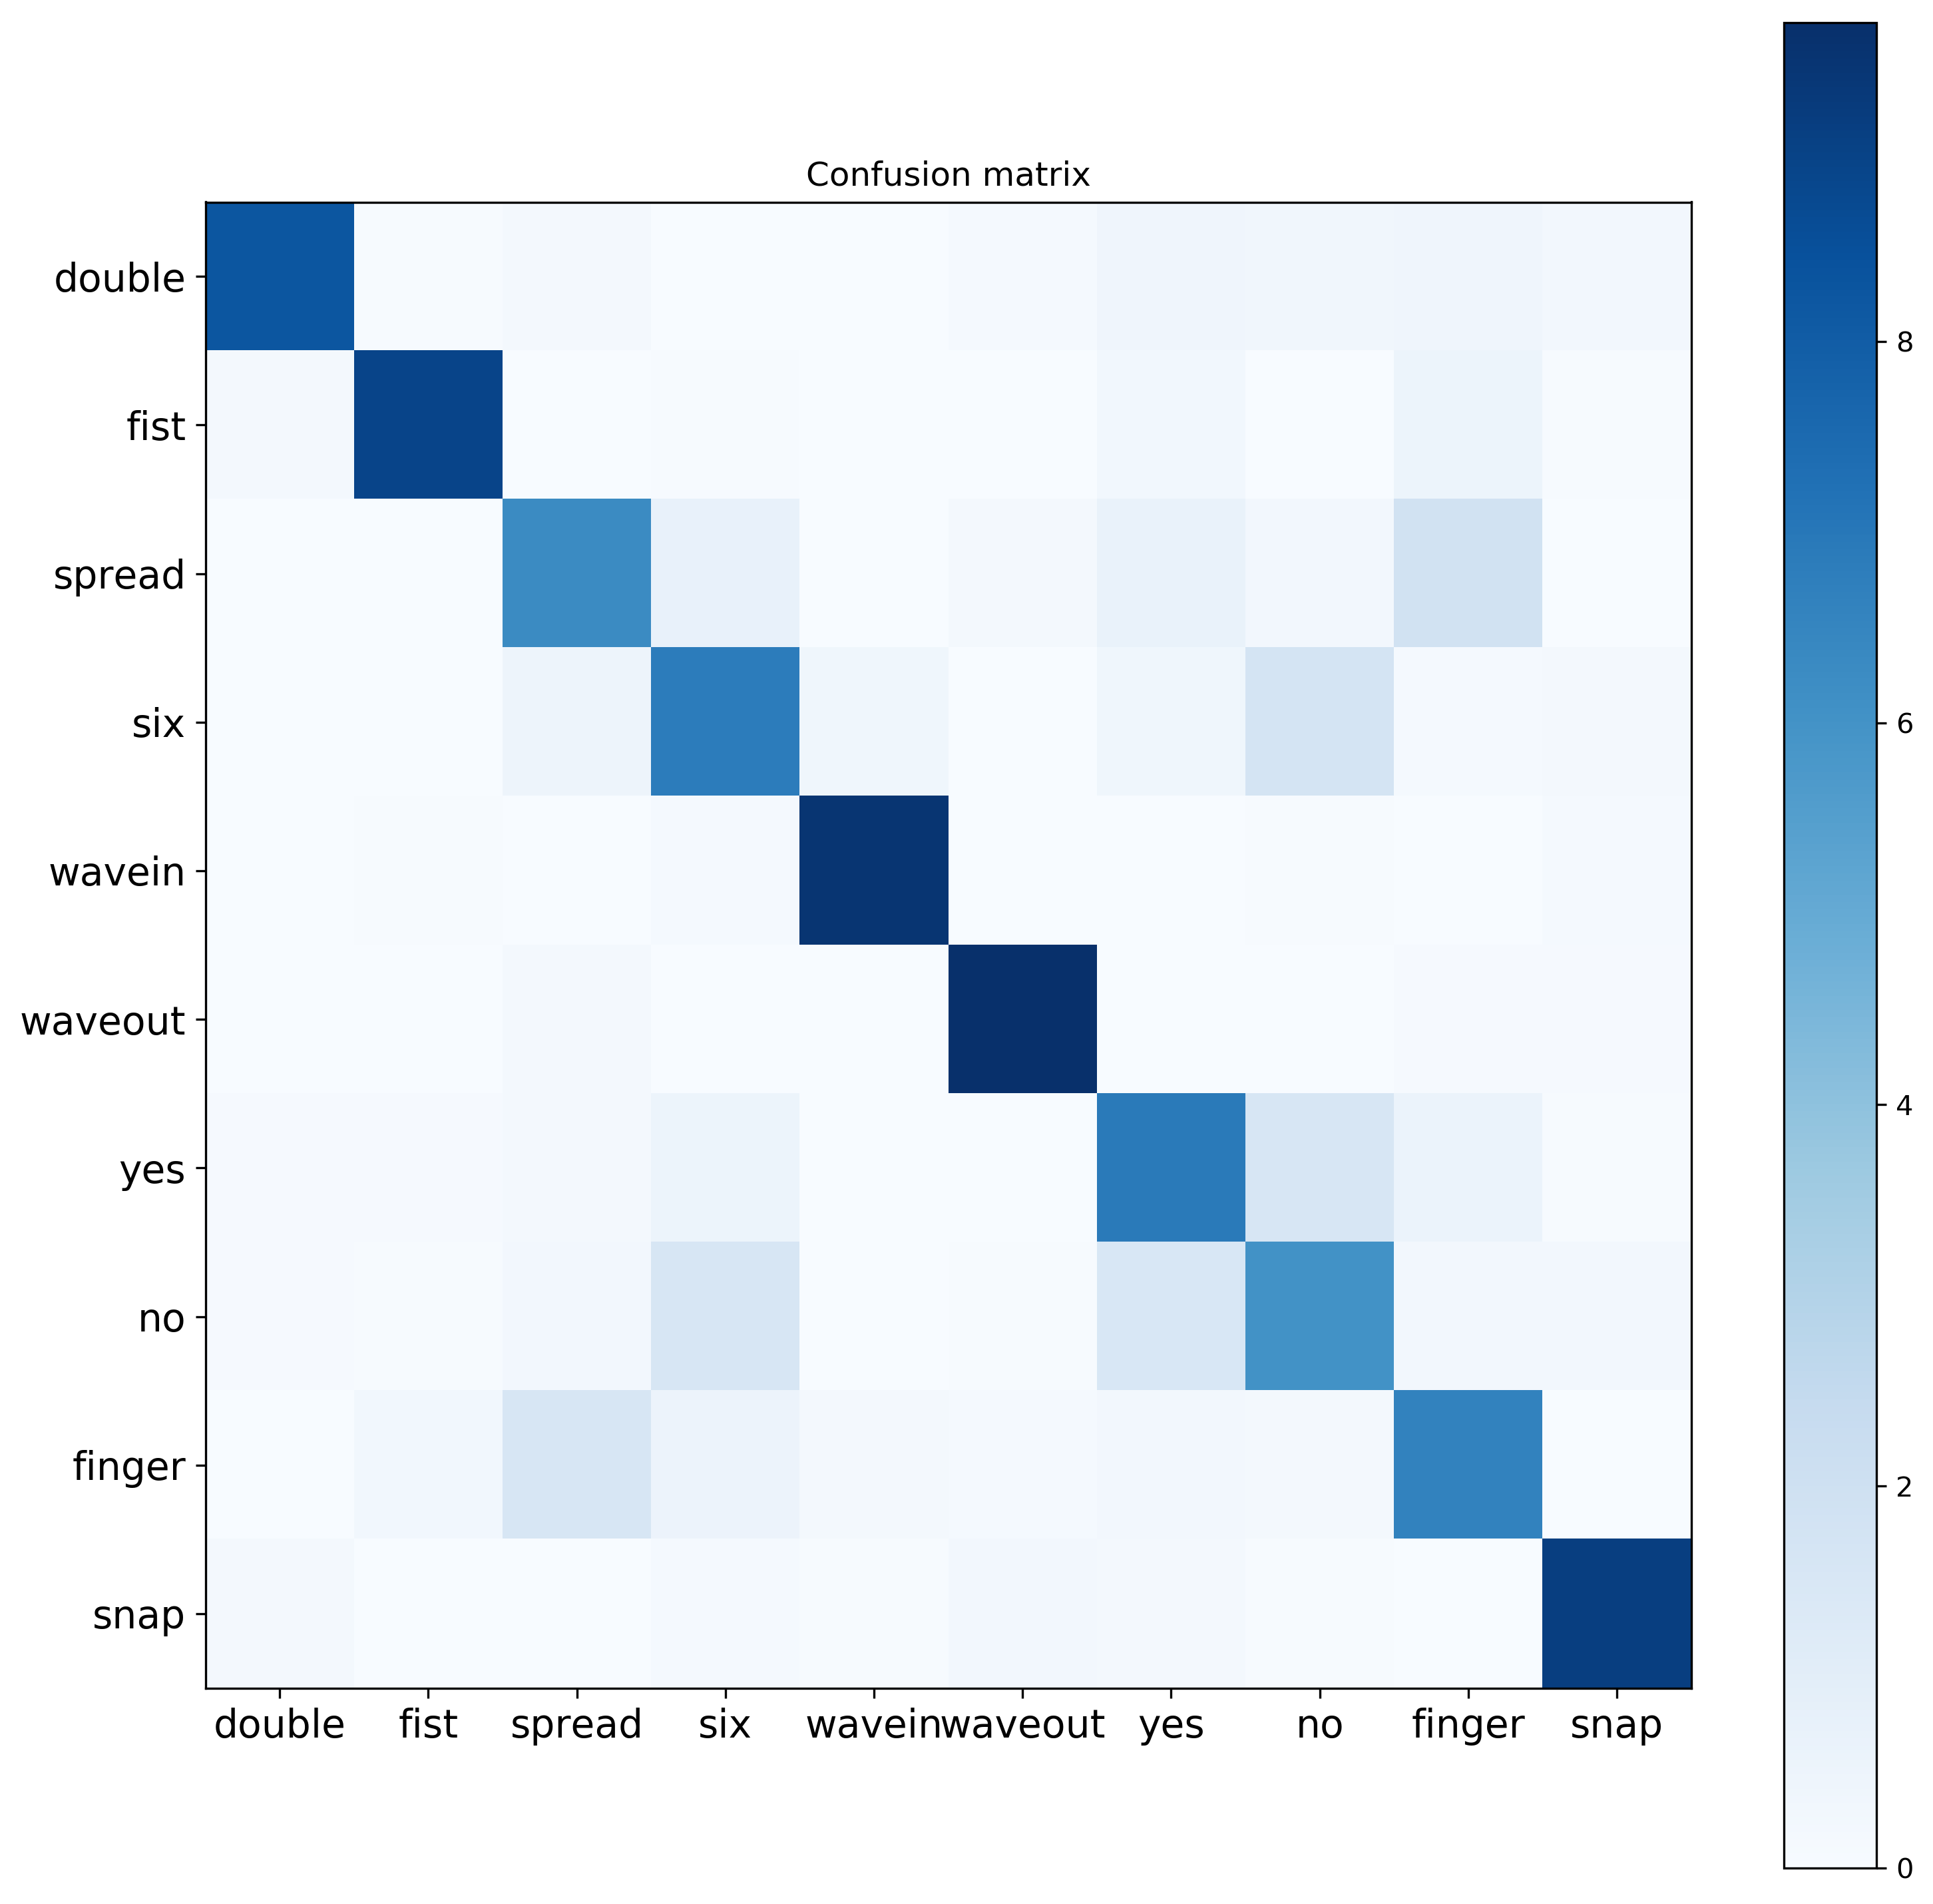 Confusion matrix
double
fist
spread
six
wavein
waveout
yes
no
finger
snap
double fist spread six wavein waveout yes no finger snap
8
6
4
2
0